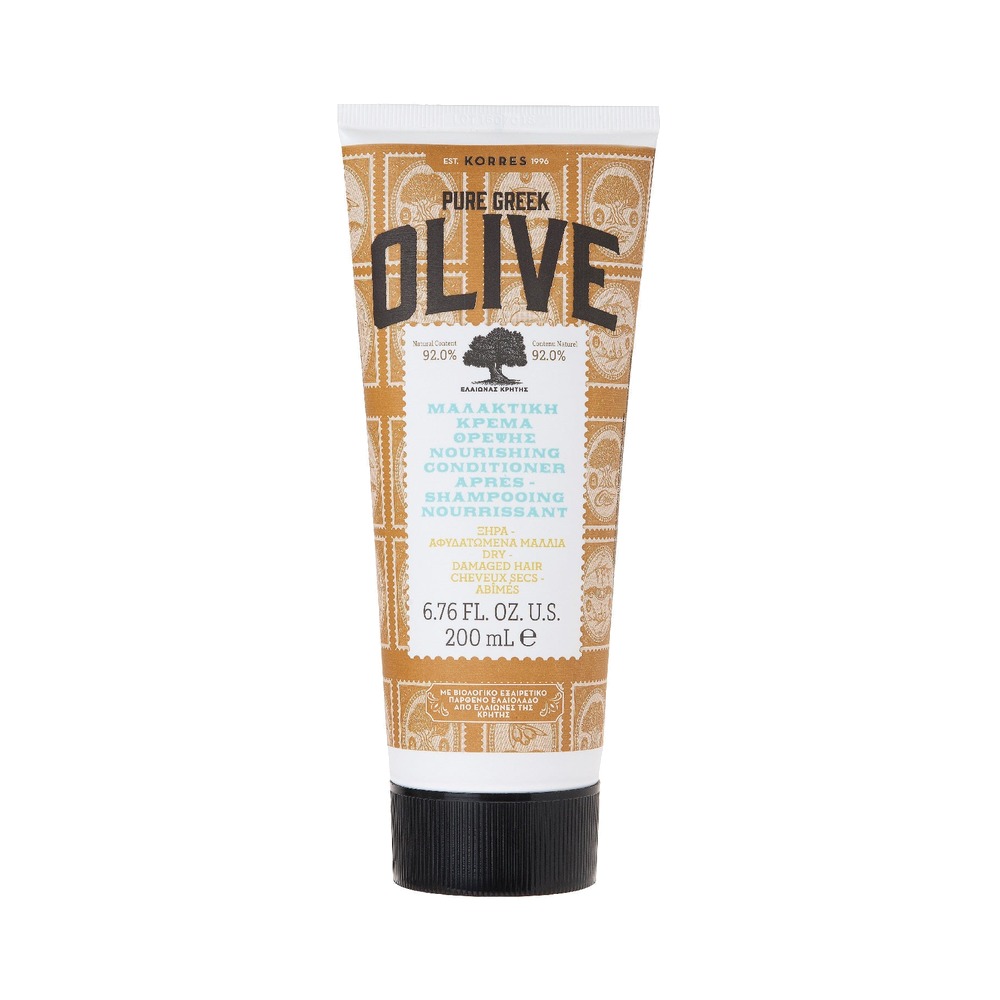 EST. KORRES 1996
PURE GREEK
OLIVE
Natural Content
92.0%
Contenu Naturel
92.0%
ΕΛΑΙΩΝΑΣ ΚΡΗΤΗΣ
ΜΑΛΑΚΤΙΚΗ
ΚΡΕΜΑ
ΘΡΕΨΗΣ
NOURISHING
CONDITIONER
APRÈS -
SHAMPOOING
NOURRISSANT
ΞΗΡΑ -
ΑΦΥΔΑΤΩΜΕΝΑ ΜΑΛΛΙΑ
DRY -
DAMAGED HAIR
CHEVEUX SECS -
ABÎMÉS
6.76 FL. OZ. U.S.
200 mL ℮
ΜΕ ΒΙΟΛΟΓΙΚΟ ΕΞΑΙΡΕΤΙΚΟ
ΠΑΡΘΕΝΟ ΕΛΑΙΟΛΑΔΟ
ΑΠΟ ΕΛΑΙΩΝΕΣ ΤΗΣ
ΚΡΗΤΗΣ